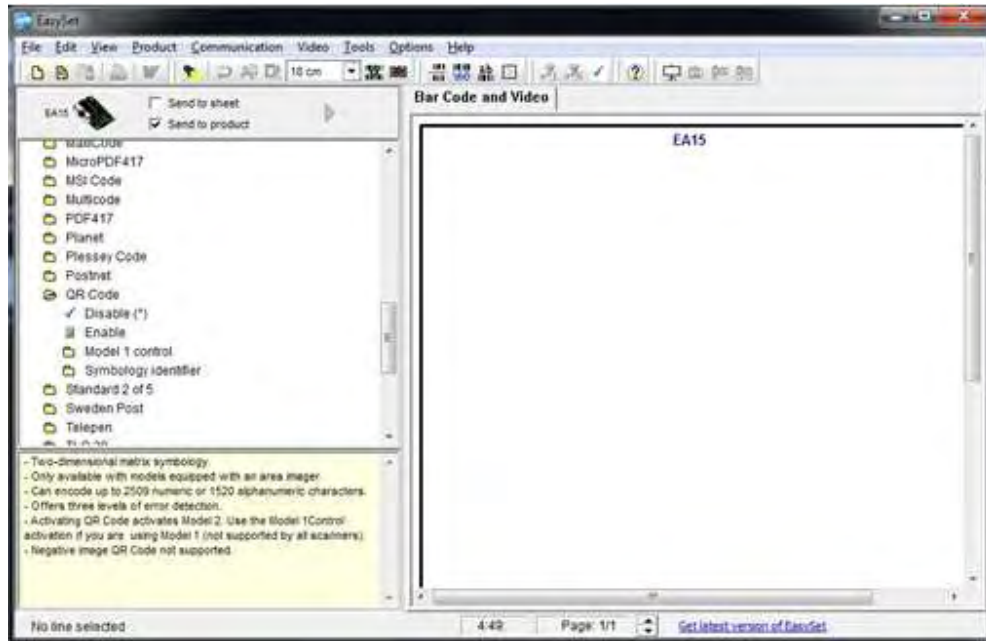 EasySet
File Edit View Product Communication Video Tools Options Help
10 cm
EA15
Send to sheet
Send to product
Bar Code and Video
EA15
MaxiCode
MicroPDF417
MSI Code
Multicode
PDF417
Planet
Plessey Code
Postnet
QR Code
Disable (*)
Enable
Model 1 control
Symbology identifier
Standard 2 of 5
Sweden Post
Telepen
- Two-dimensional matrix symbology.
- Only available with models equipped with an area imager.
- Can encode up to 2509 numeric or 1520 alphanumeric characters.
- Offers three levels of error detection.
- Activating QR Code activates Model 2. Use the Model 1Control
activation if you are using Model 1 (not supported by all scanners).
- Negative image QR Code not supported.
No line selected
4:49
Page: 1/1
Get latest version of EasySet